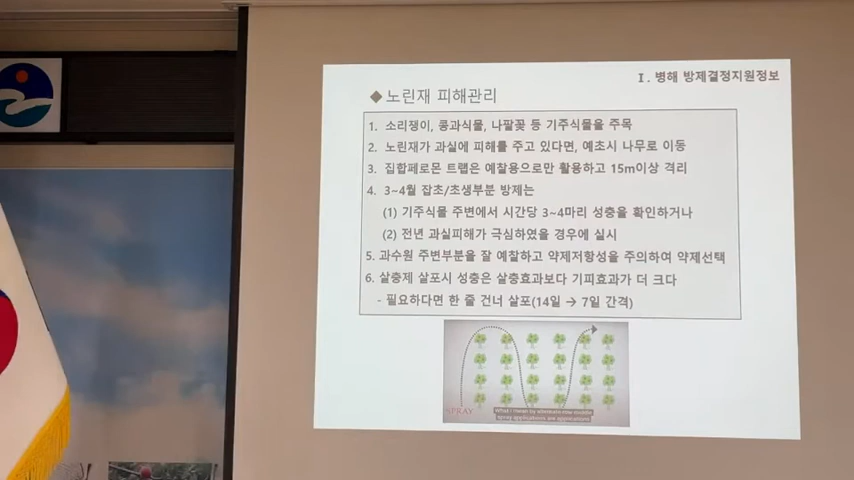 Ⅰ. 병해 방제결정지원정보
◆노린재 피해관리
1. 소리쟁이, 콩과식물, 나팔꽃 등 기주식물을 주목
2. 노린재가 과실에 피해를 주고 있다면, 예초시 나무로 이동
3. 집합페로몬 트랩은 예찰용으로만 활용하고 15m이상 격리
4. 3~4월 잡초/초생부분 방제는
(1) 기주식물 주변에서 시간당 3~4마리 성충을 확인하거나
(2) 전년 과실피해가 극심하였을 경우에 실시
5. 과수원 주변부분을 잘 예찰하고 약제저항성을 주의하여 약제선택
6. 살충제 살포시 성충은 살충효과보다 기피효과가 더 크다
- 필요하다면 한 줄 건너 살포(14일 → 7일 간격)
SPRAY
What I mean by alternate-row middle
spray applications are applications